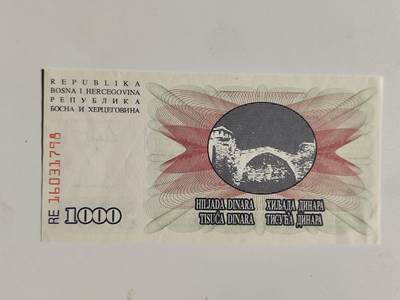 REPUBLIKA
BOSNA I HERCEGOVINA
РЕПУБЛИКА
БОСНА И ХЕРЦЕГОВИНА
RE 16031798
1000
HILJADA DINARA ХИЉАДА ДИНАРА
TISUĆA DINARA ТИСУЋА ДИНАРА